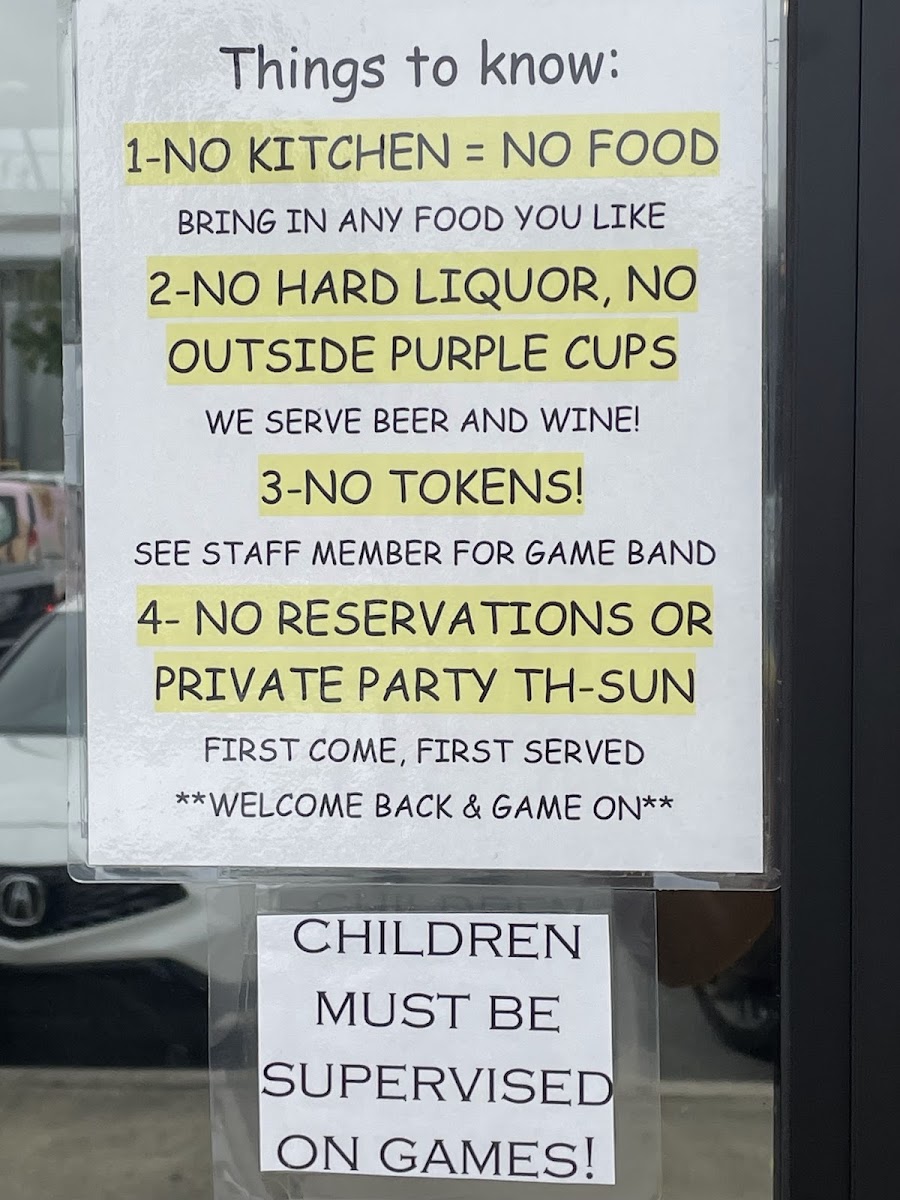 Things to know:
1-NO KITCHEN = NO FOOD
BRING IN ANY FOOD YOU LIKE
2-NO HARD LIQUOR, NO
OUTSIDE PURPLE CUPS
WE SERVE BEER AND WINE!
3-NO TOKENS!
SEE STAFF MEMBER FOR GAME BAND
4- NO RESERVATIONS OR
PRIVATE PARTY TH-SUN
FIRST COME, FIRST SERVED
**WELCOME BACK & GAME ON**
CHILDREN
MUST BE
SUPERVISED
ON GAMES!